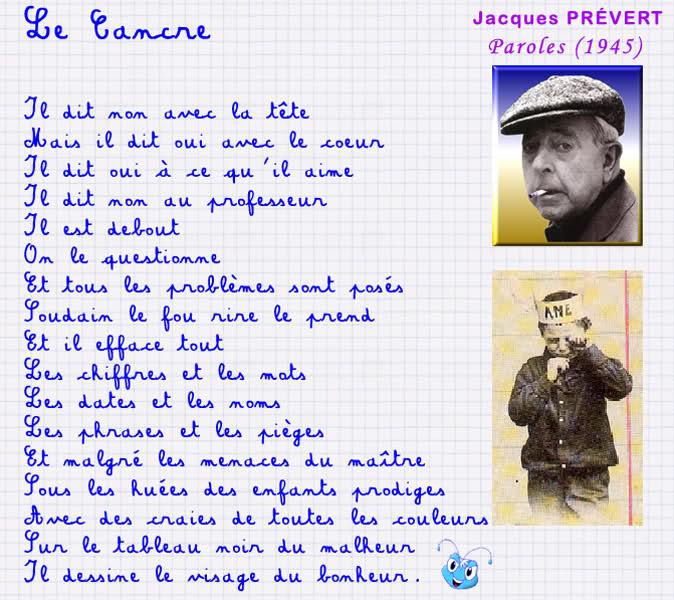 Le Cancre
Jacques PRÉVERT
Paroles (1945)
Il dit non avec la tête
Mais il dit oui avec le coeur
Il dit oui à ce qu'il aime
Il dit non au professeur
Il est debout
On le questionne
Et tous les problèmes sont posés
Soudain le fou rire le prend
Et il efface tout
Les chiffres et les mots
Les dates et les noms
Les phrases et les pièges
Et malgré les menaces du maître
Sous les huées des enfants prodiges
Avec des craies de toutes les couleurs
Sur le tableau noir du malheur
Il dessine le visage du bonheur.
ANE